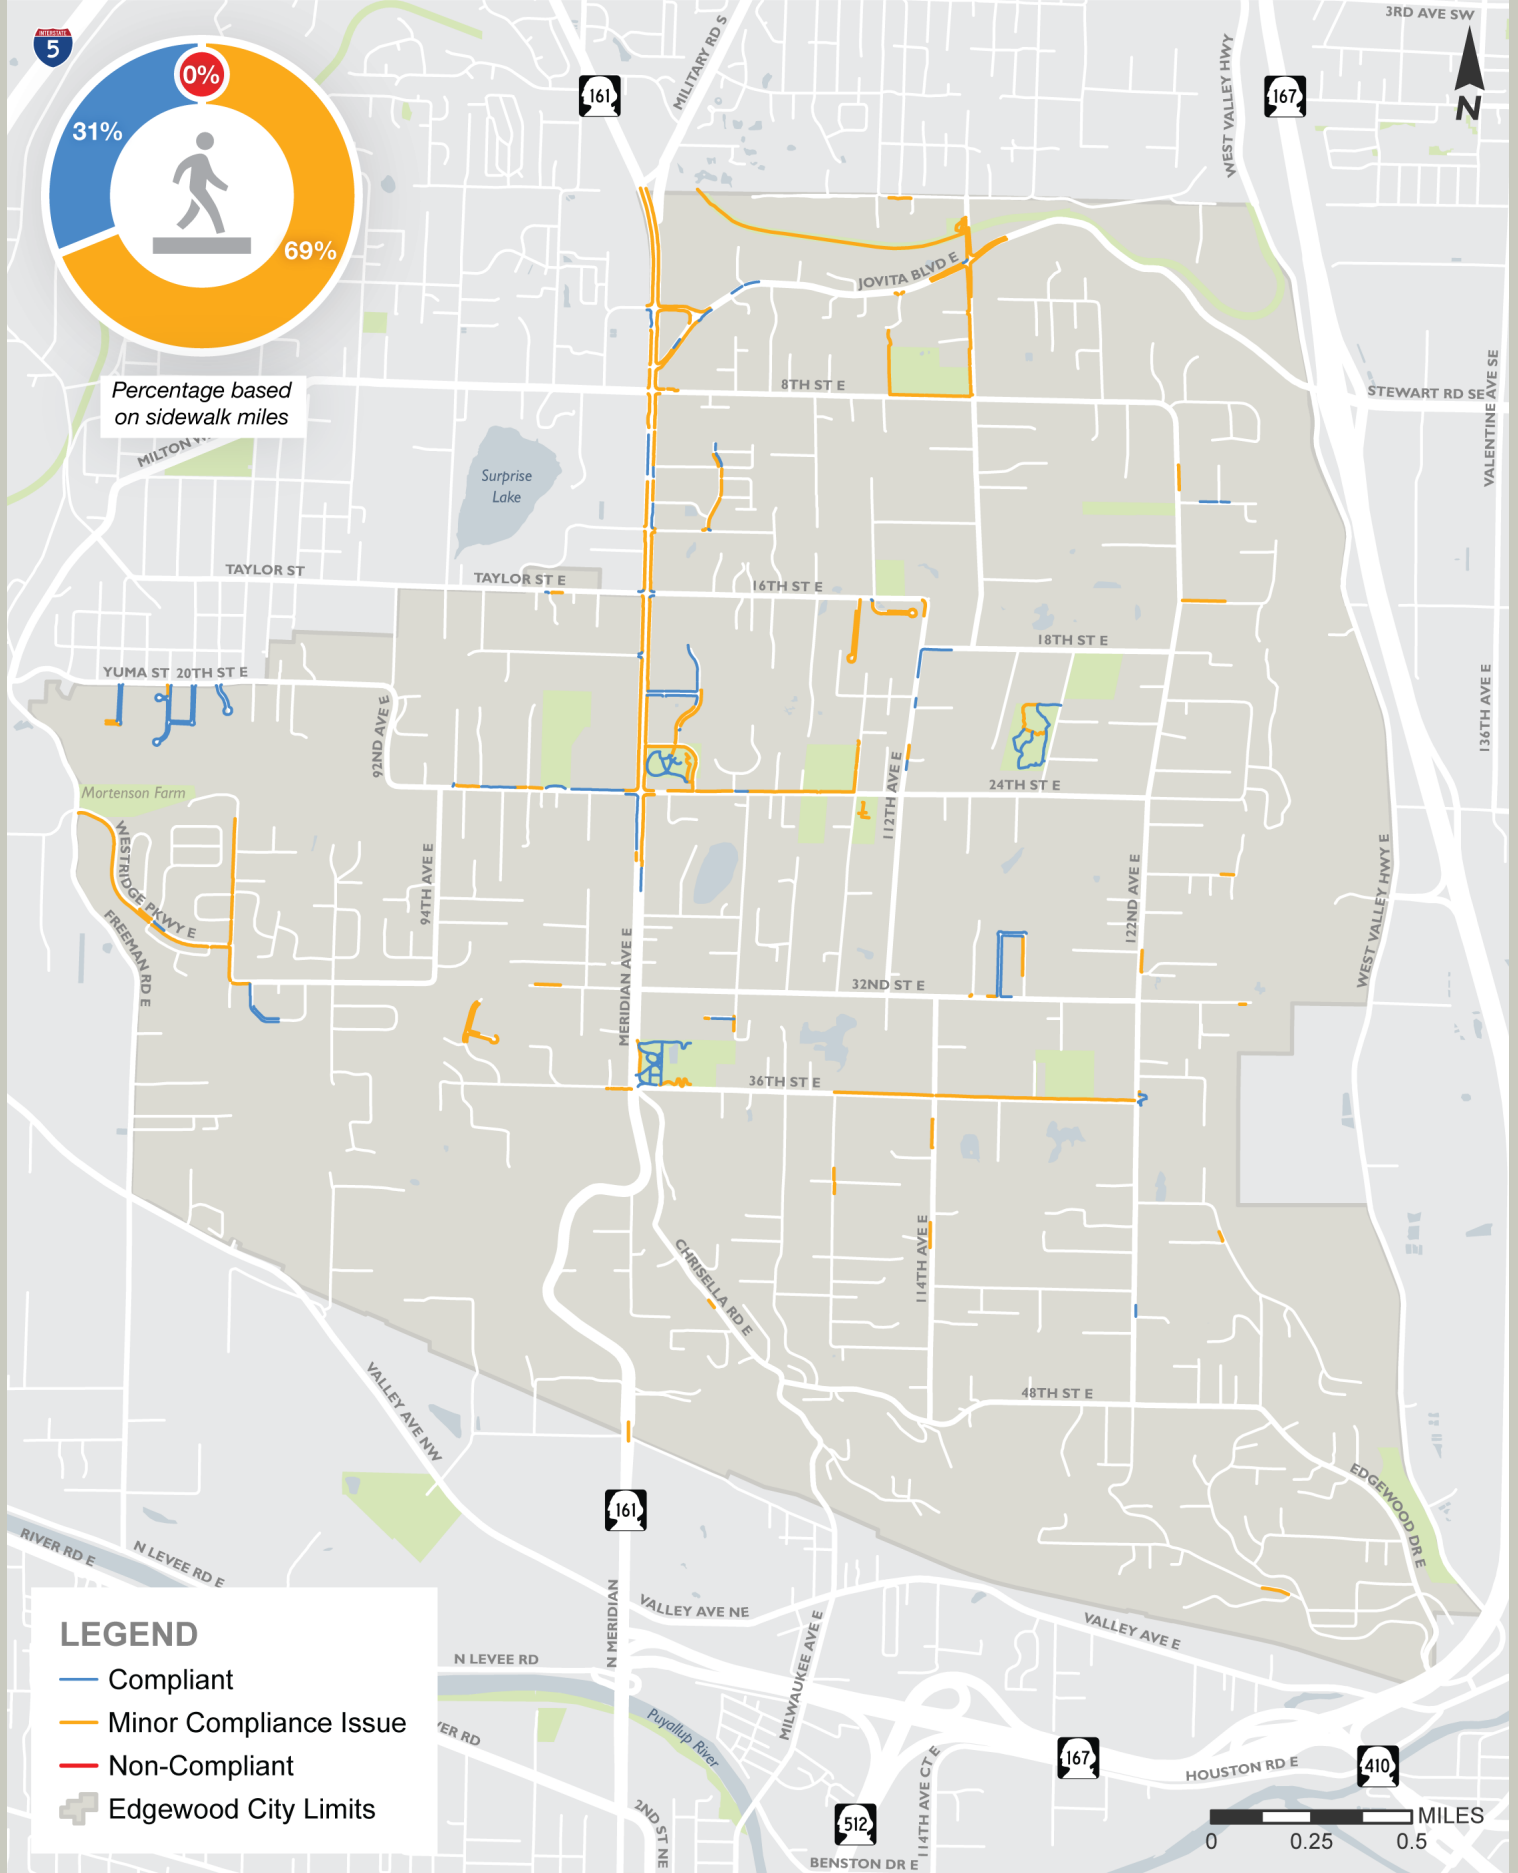 INTERSTATE
5
0%
31%
69%
Percentage based
on sidewalk miles
161
MILITARY RD S
WEST VALLEY HWY
167
3RD AVE SW
N
JOVITA BLVD E
8TH ST E
STEWART RD SE
VALENTINE AVE SE
Surprise
Lake
TAYLOR ST
TAYLOR ST E
16TH ST E
18TH ST E
YUMA ST
20TH ST E
92ND AVE E
136TH AVE E
24TH ST E
112TH AVE E
Mortenson Farm
WESTRIDGE PKWY E
FREEMAN RD E
94TH AVE E
MERIDIAN AVE E
122ND AVE E
WEST VALLEY HWY E
32ND ST E
36TH ST E
CHRISELLA RD E
114TH AVE E
48TH ST E
VALLEY AVE NW
EDGEWOOD DR E
161
RIVER RD E
N LEVEE RD E
N MERIDIAN
VALLEY AVE NE
MILWAUKEE AVE E
VALLEY AVE E
N LEVEE RD
Puyallup River
2ND ST NE
512
114TH AVE CT E
BENSTON DR E
167
HOUSTON RD E
410
LEGEND
Compliant
Minor Compliance Issue
Non-Compliant
Edgewood City Limits
MILES
0 0.25 0.5